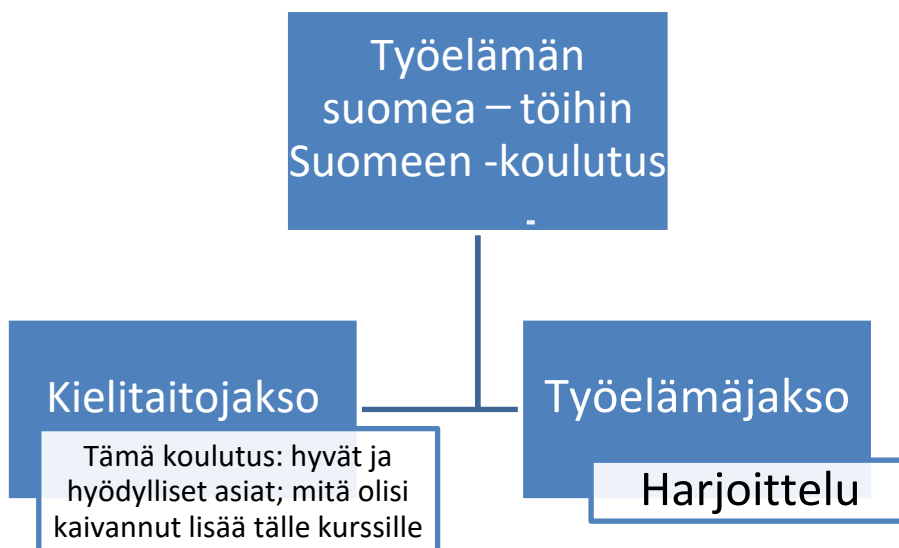 Työelämän
suomea – töihin
Suomeen -koulutus
-
Kielitaitojakso
Tämä koulutus: hyvät ja
hyödylliset asiat; mitä olisi
kaivannut lisää tälle kurssille
Työelämäjakso
Harjoittelu